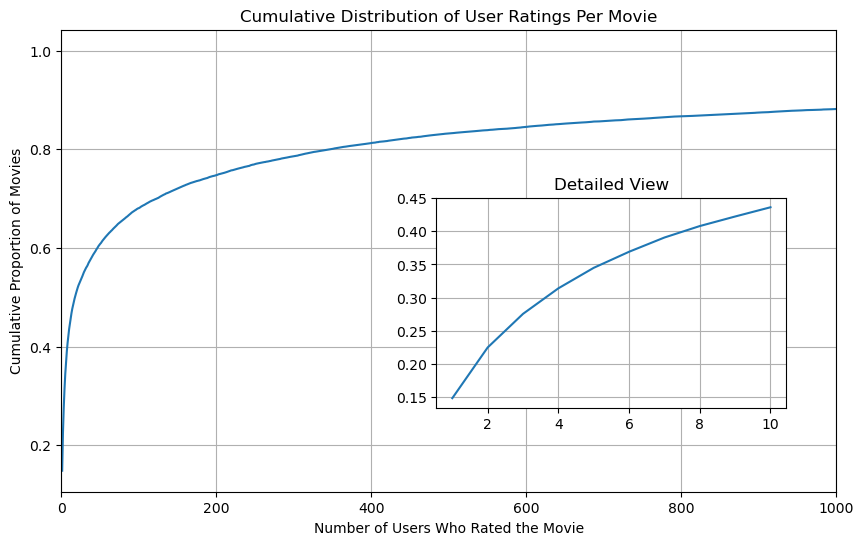 Cumulative Distribution of User Ratings Per Movie
1.0
0.8
0.6
0.4
0.2
Cumulative Proportion of Movies
Detailed View
0.45
0.40
0.35
0.30
0.25
0.20
0.15
2 4 6 8 10
0 200 400 600 800 1000
Number of Users Who Rated the Movie